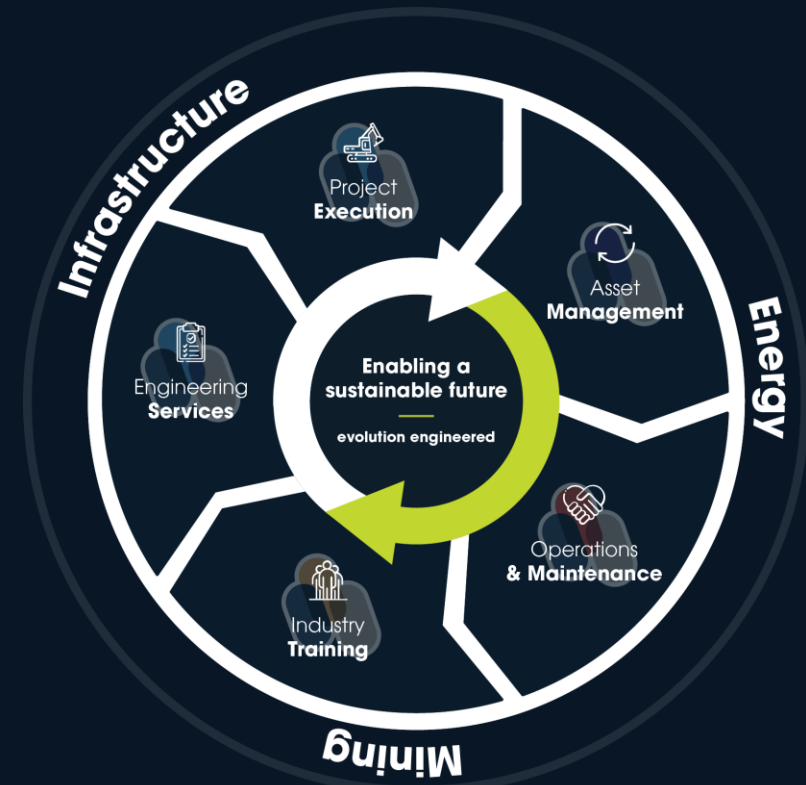 Infrastructure
Project
Execution
Asset
Management
Energy
Enabling a
sustainable future
evolution engineered
Engineering
Services
Operations
& Maintenance
Industry
Training
Mining